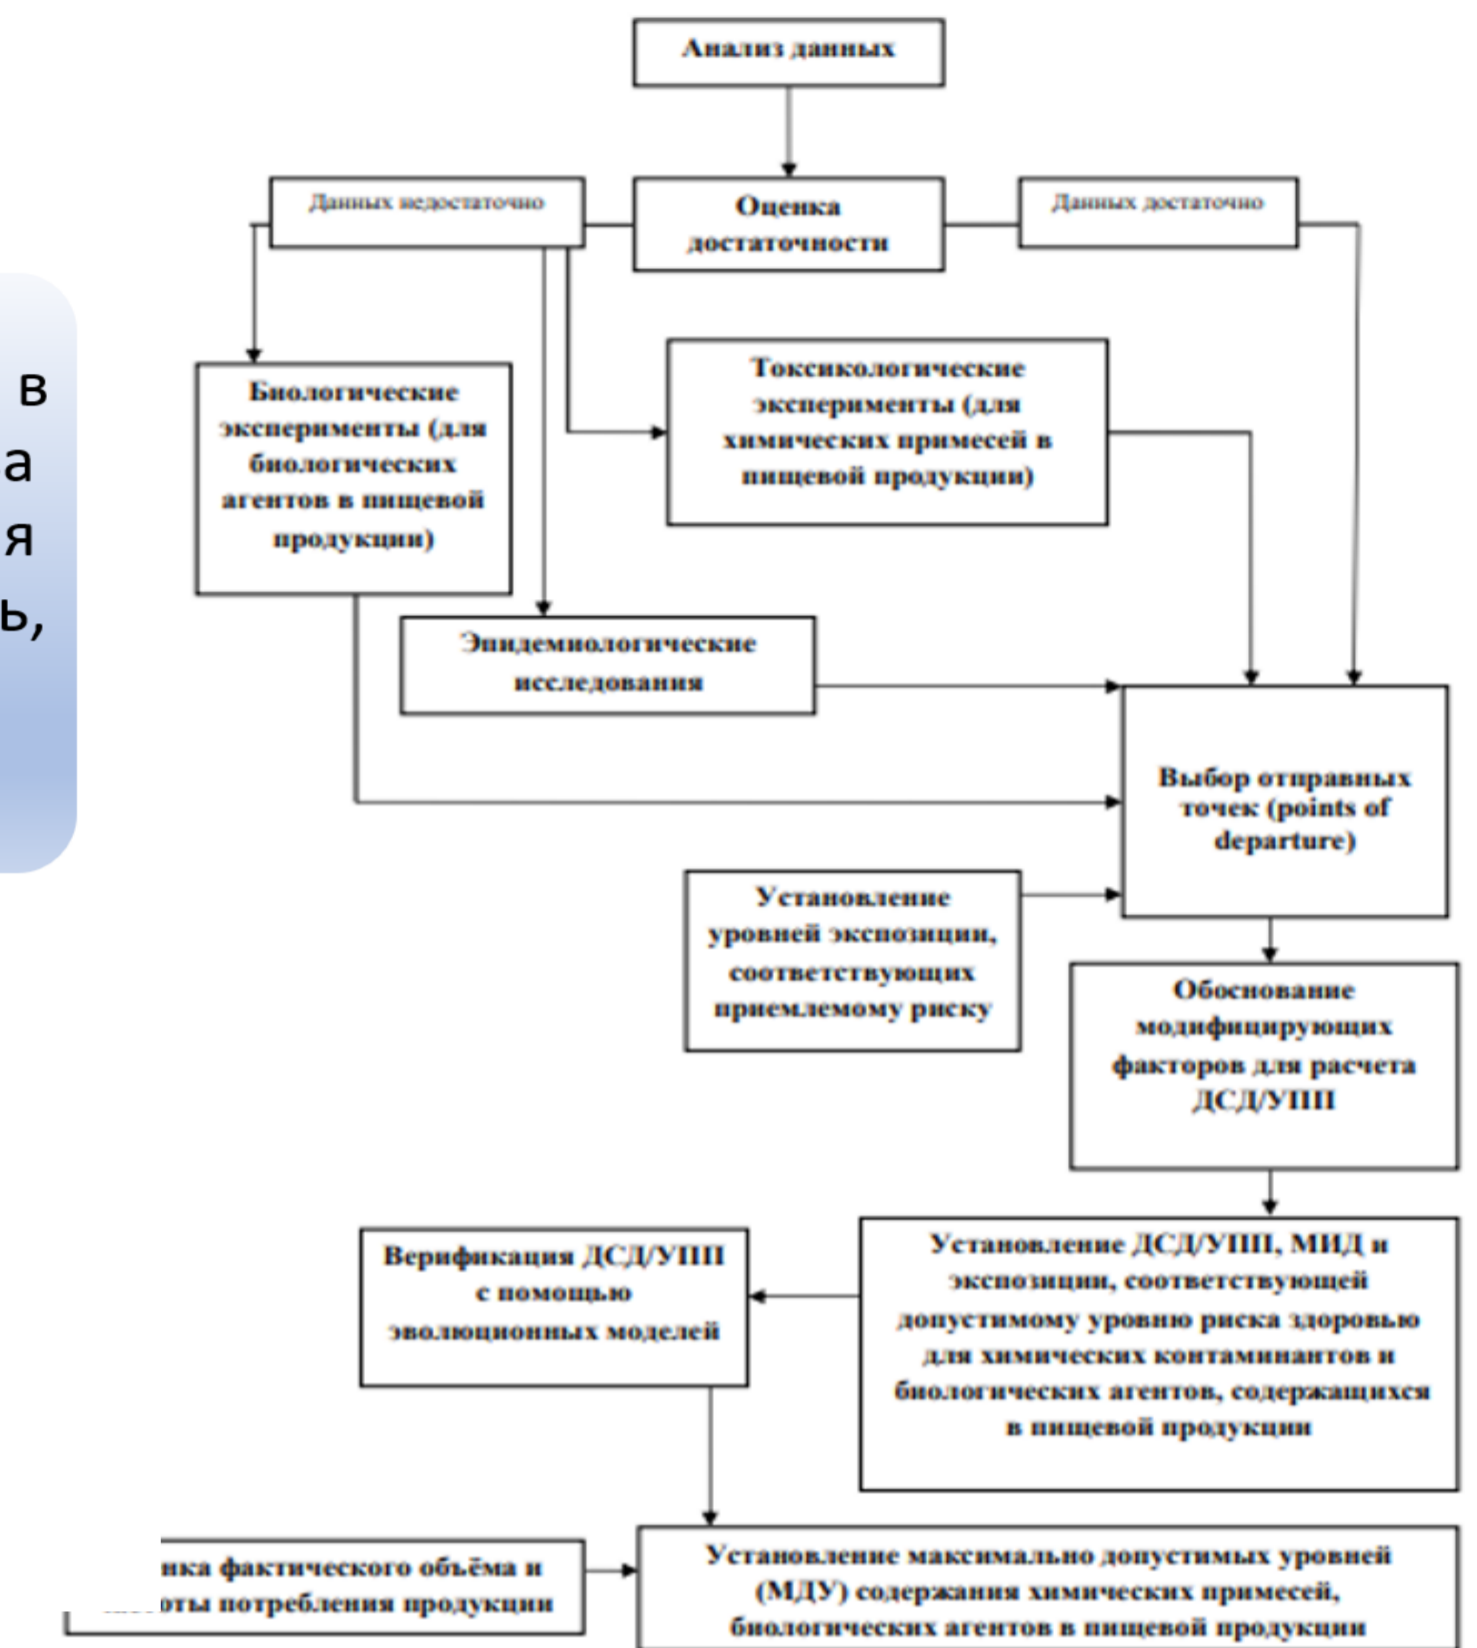 Анализ данных
Данных недостаточно
Оценка
достаточности
Данных достаточно
в
а
я
ь,
Биологические
эксперименты (для
биологических
агентов в пищевой
продукции)
Токсикологические
эксперименты (для
химических примесей в
пищевой продукции)
Эпидемиологические
исследования
Выбор отправных
точек (points of
departure)
Установление
уровней экспозиции,
соответствующих
приемлемому риску
Обоснование
модифицирующих
факторов для расчета
ДСД/УПП
Верификация ДСД/УПП
с помощью
эволюционных моделей
Установление ДСД/УПП, МИД и
экспозиции, соответствующей
допустимому уровню риска здоровью
для химических контаминантов и
биологических агентов, содержащихся
в пищевой продукции
нка фактического объёма и
оты потребления продукции
Установление максимально допустимых уровней
(МДУ) содержания химических примесей,
биологических агентов в пищевой продукции